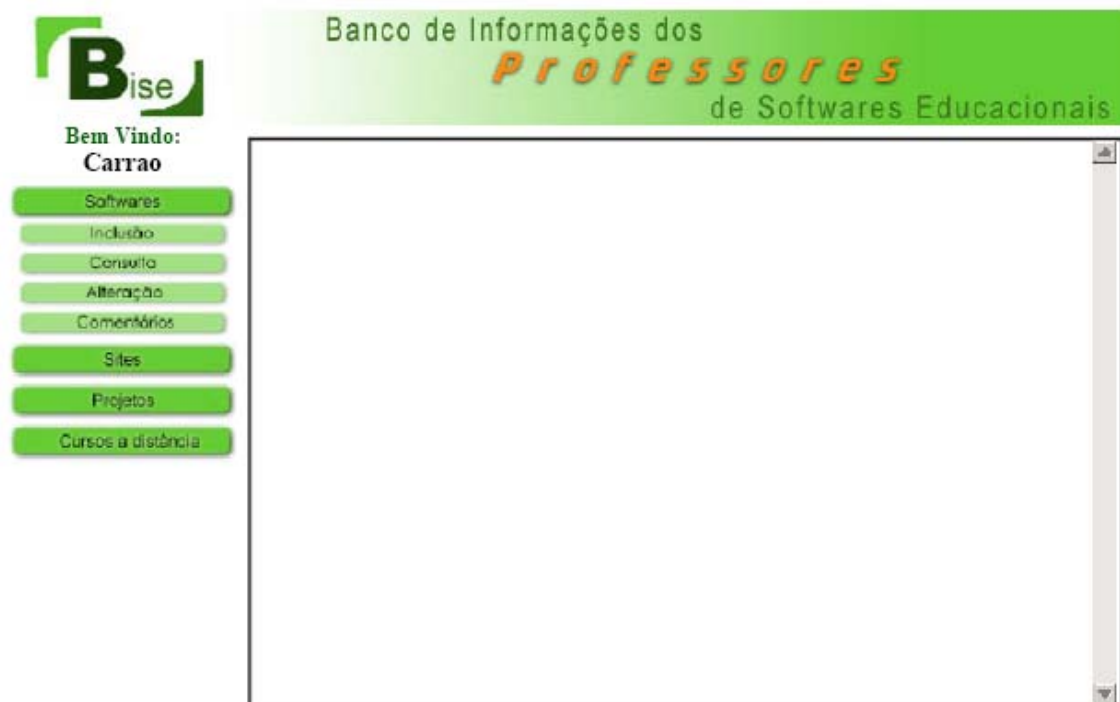 Bise
Banco de Informações dos
Professores
de Softwares Educacionais
Bem Vindo:
Carrao
Softwares
Inclusão
Consulta
Alteração
Comentários
Sites
Projetos
Cursos a distância